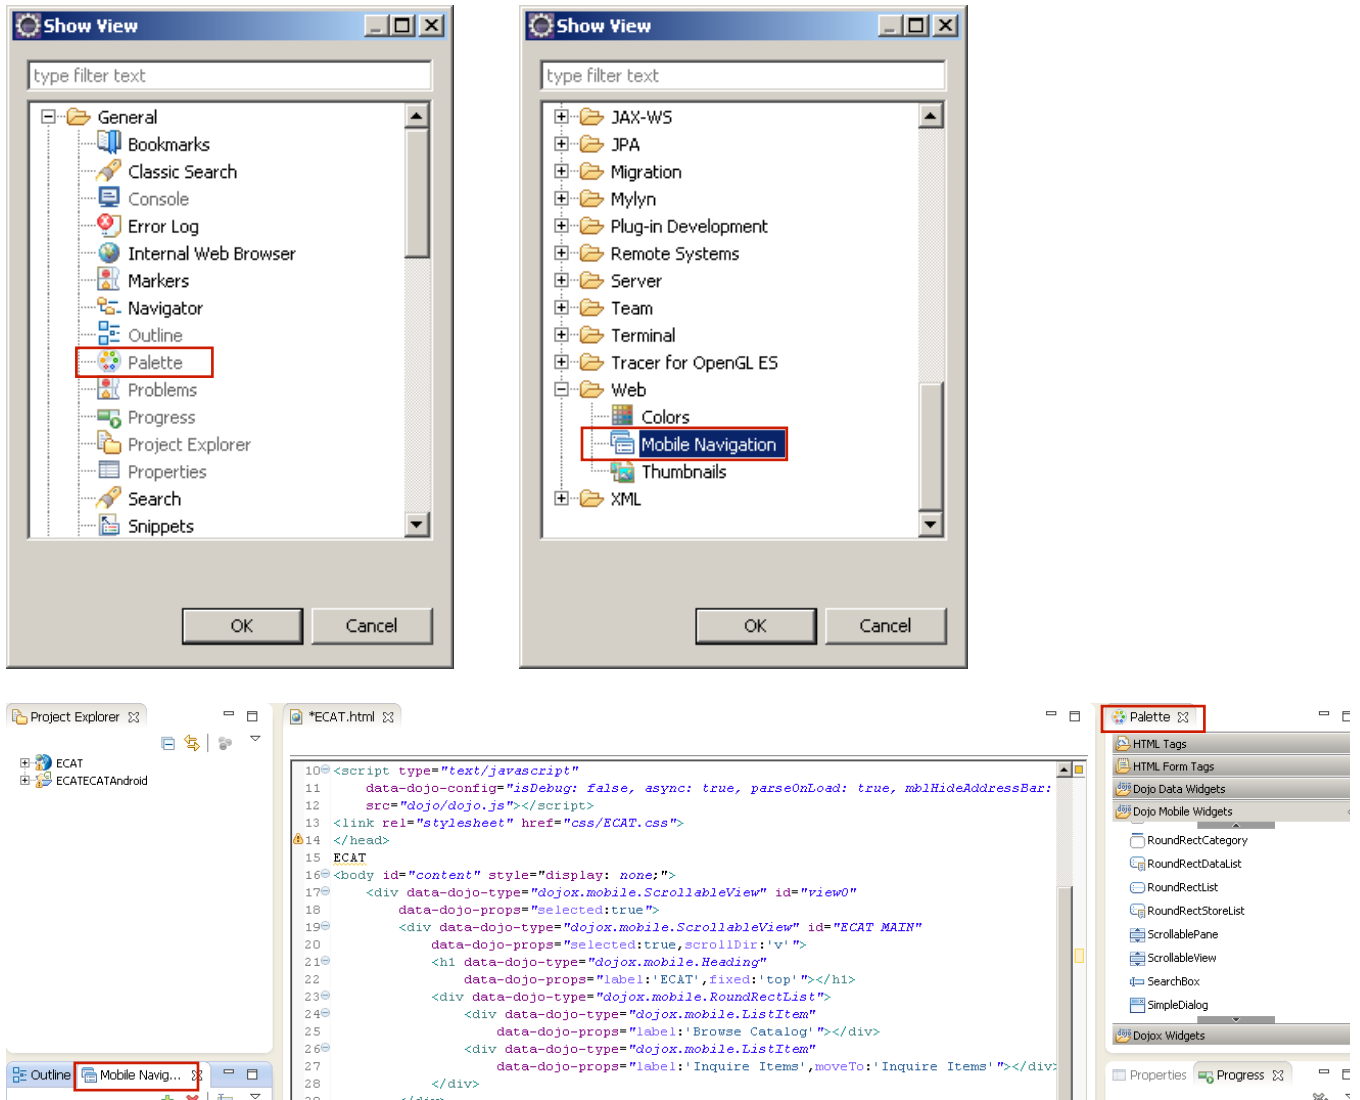 Show View
type filter text
General
Bookmarks
Classic Search
Console
Error Log
Internal Web Browser
Markers
Navigator
Outline
Palette
Problems
Progress
Project Explorer
Properties
Search
Snippets
OK Cancel
Show View
type filter text
JAX-WS
JPA
Migration
Mylyn
Plug-in Development
Remote Systems
Server
Team
Terminal
Tracer for OpenGL ES
Web
Colors
Mobile Navigation
Thumbnails
XML
OK Cancel
Project Explorer
ECAT
ECATECATAndroid
Outline Mobile Navig...
*ECAT.html
10 <script type="text/javascript"
11 data-dojo-config="isDebug: false, async: true, parseOnLoad: true, mblHideAddressBar:
12 src="dojo/dojo.js"></script>
13 <link rel="stylesheet" href="css/ECAT.css">
14 </head>
15 ECAT
16 <body id="content" style="display: none;">
17 <div data-dojo-type="dojox.mobile.ScrollableView" id="view0"
18 data-dojo-props="selected:true">
19 <div data-dojo-type="dojox.mobile.ScrollableView" id="ECAT MAIN"
20 data-dojo-props="selected:true,scrollDir:'v'">
21 <h1 data-dojo-type="dojox.mobile.Heading"
22 data-dojo-props="label:'ECAT',fixed:'top'"></h1>
23 <div data-dojo-type="dojox.mobile.RoundRectList">
24 <div data-dojo-type="dojox.mobile.ListItem"
25 data-dojo-props="label:'Browse Catalog'"></div>
26 <div data-dojo-type="dojox.mobile.ListItem"
27 data-dojo-props="label:'Inquire Items',moveTo:'Inquire Items'"></div>
28 </div>
Palette
HTML Tags
HTML Form Tags
Dojo Data Widgets
Dojo Mobile Widgets
RoundRectCategory
RoundRectDataList
RoundRectList
RoundRectStoreList
ScrollablePane
ScrollableView
SearchBox
SimpleDialog
Dojox Widgets
Properties Progress